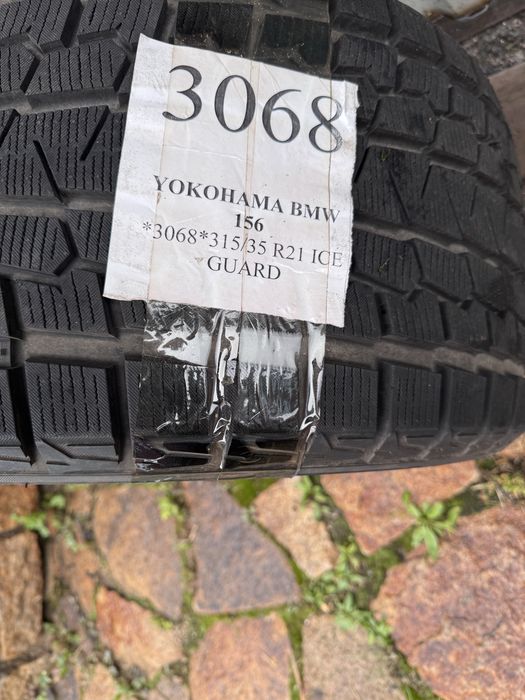 3068
YOKOHAMA BMW
156
*3068*315/35 R21 ICE
GUARD